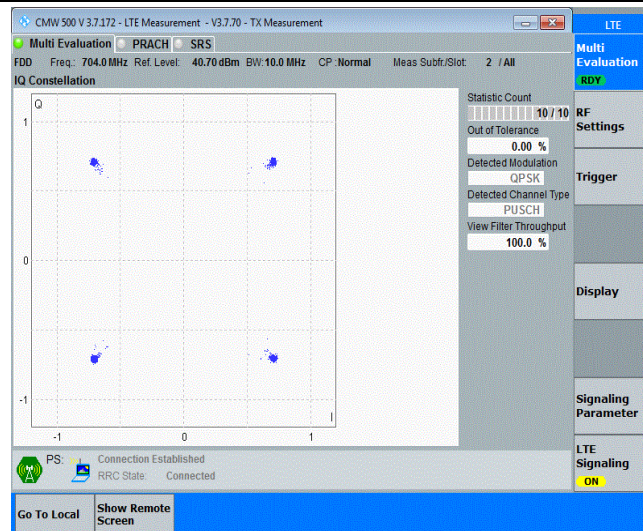 CMW 500 V 3.7.172 - LTE Measurement  - V3.7.70 - TX Measurement
LTE
Multi Evaluation PRACH SRS
FDD Freq.: 704.0 MHz Ref. Level: 40.70 dBm BW: 10.0 MHz CP : Normal Meas Subfr./Slot: 2 / All
IQ Constellation
Q
1
0
-1
-1 0 1
I
Statistic Count
10 / 10
Out of Tolerance
0.00 %
Detected Modulation
QPSK
Detected Channel Type
PUSCH
View Filter Throughput
100.0 %
Multi
Evaluation
RDY
RF
Settings
Trigger
Display
Signaling
Parameter
LTE
Signaling
ON
PS: Connection Established
RRC State: Connected
Go To Local
Show Remote
Screen